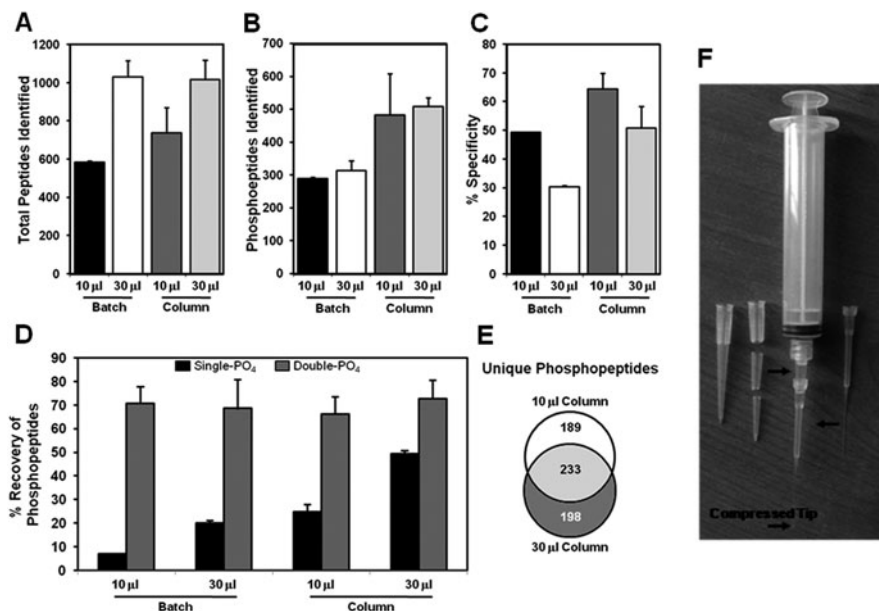 A
Total Peptides Identified
1200
1000
800
600
400
200
0
10 µl 30 µl 10 µl 30 µl
Batch Column
B
Phosphoeptides Identified
700
600
500
400
300
200
100
0
10 µl 30 µl 10 µl 30 µl
Batch Column
C
% Specificity
80
70
60
50
40
30
20
10
0
10 µl 30 µl 10 µl 30 µl
Batch Column
D
% Recovery of
Phosphopeptides
90
80
70
60
50
40
30
20
10
0
Single-PO₄ Double-PO₄
10 µl 30 µl 10 µl 30 µl
Batch Column
E
Unique Phosphopeptides
10 µl Column
189
233
198
30 µl Column
F
Compressed Tip